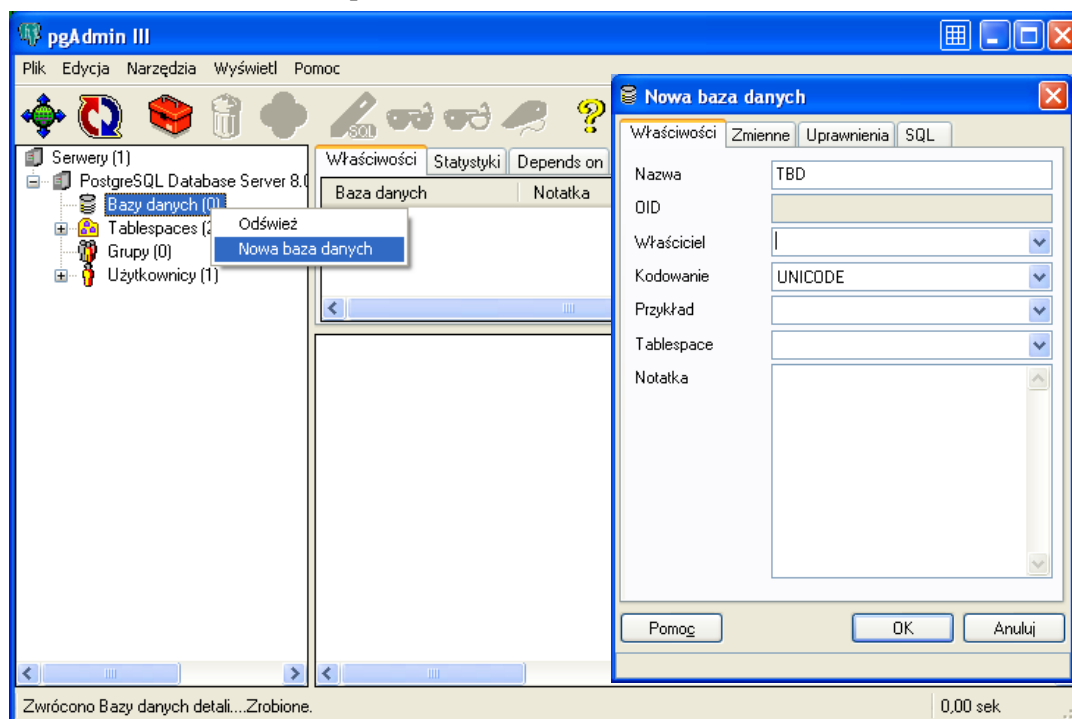 pgAdmin III
Plik Edycja Narzędzia Wyświetl Pomoc
SQL
Serwery (1)
PostgreSQL Database Server 8.0
Bazy danych (0)
Tablespaces (2
Grupy (0)
Użytkownicy (1)
Odśwież
Nowa baza danych
Właściwości Statystyki Depends on
Baza danych Notatka
Nowa baza danych
Właściwości Zmienne Uprawnienia SQL
Nazwa TBD
OID
Właściciel
Kodowanie UNICODE
Przykład
Tablespace
Notatka
Pomoc OK Anuluj
Zwrócono Bazy danych detali....Zrobione. 0,00 sek